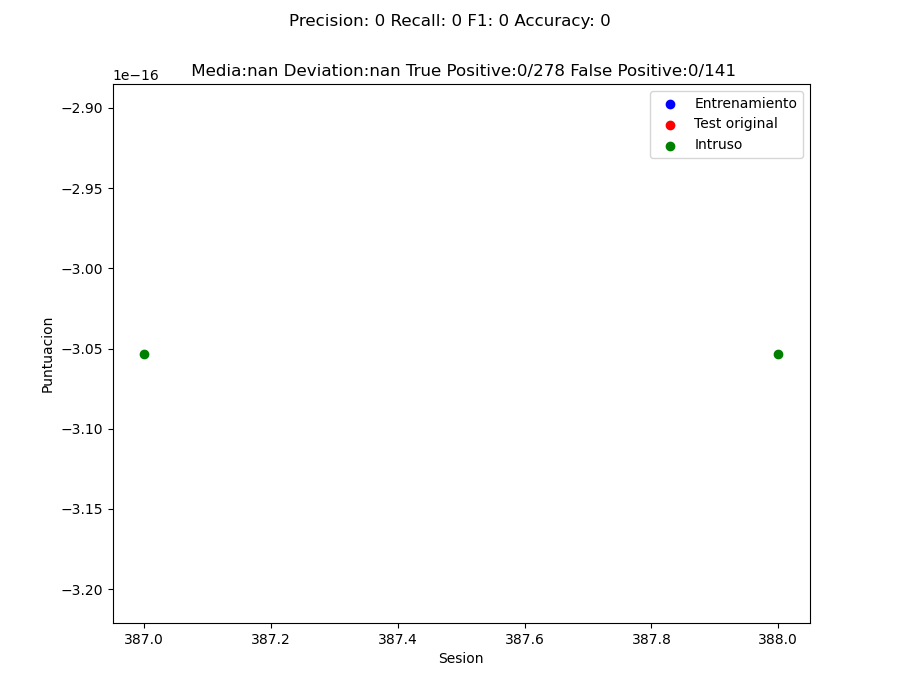 Precision: 0 Recall: 0 F1: 0 Accuracy: 0
1e−16
Media:nan Deviation:nan True Positive:0/278 False Positive:0/141
Entrenamiento
Test original
Intruso
−2.90
−2.95
−3.00
−3.05
−3.10
−3.15
−3.20
Puntuacion
387.0 387.2 387.4 387.6 387.8 388.0
Sesion